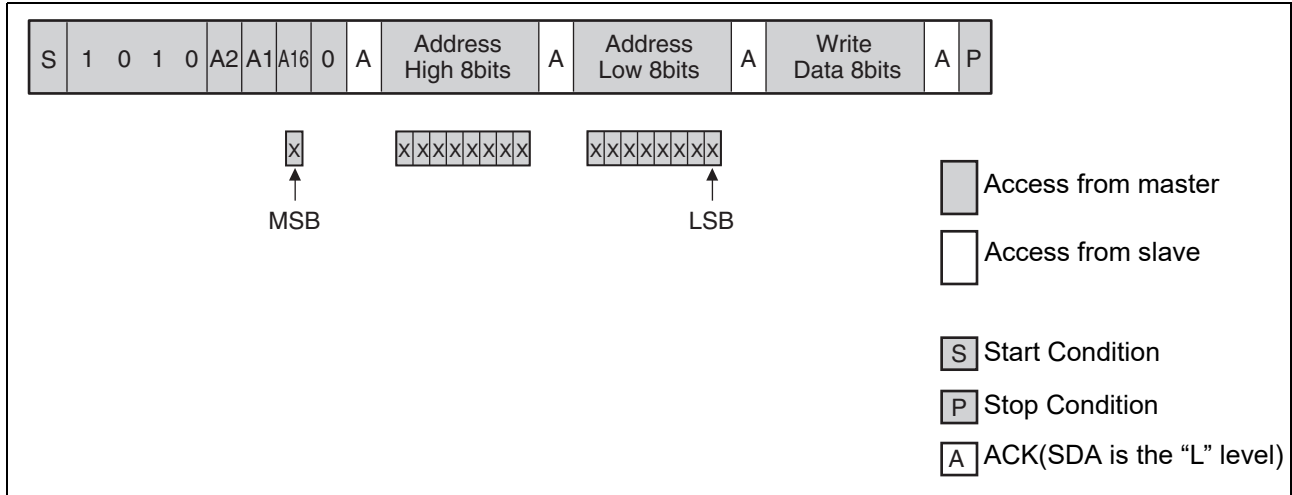 S 1 0 1 0 A2 A1 A16 0 A Address High 8bits A Address Low 8bits A Write Data 8bits A P
X XXXXXXXX XXXXXXXX
MSB LSB
Access from master
Access from slave
S Start Condition
P Stop Condition
A ACK(SDA is the “L” level)